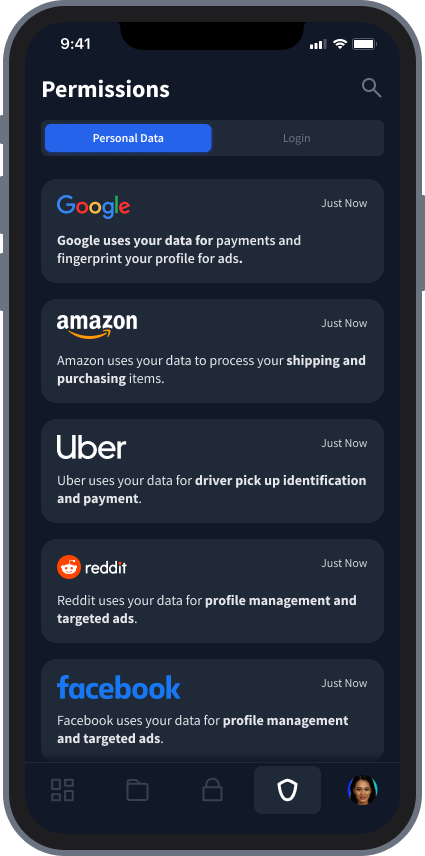 9:41
Permissions
Personal Data Login
Google Just Now
Google uses your data for payments and
fingerprint your profile for ads.
amazon Just Now
Amazon uses your data to process your shipping and
purchasing items.
Uber Just Now
Uber uses your data for driver pick up identification
and payment.
reddit Just Now
Reddit uses your data for profile management and
targeted ads.
facebook Just Now
Facebook uses your data for profile management
and targeted ads.